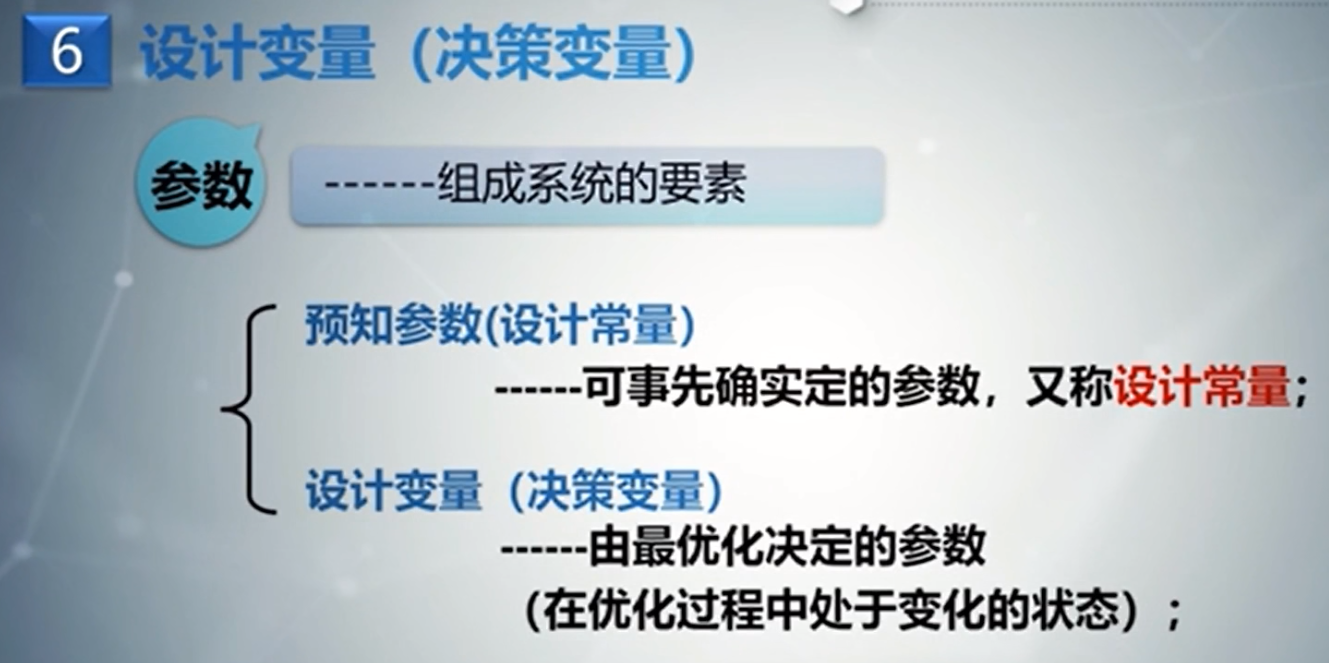 6 设计变量（决策变量）
参数 ------组成系统的要素
预知参数(设计常量）
------可事先确实定的参数，又称设计常量；
设计变量（决策变量）
------由最优化决定的参数
（在优化过程中处于变化的状态）；